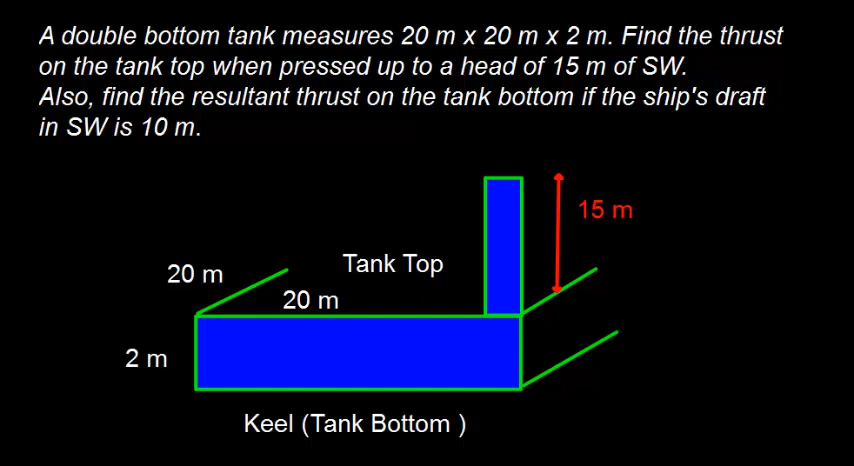 A double bottom tank measures 20 m x 20 m x 2 m. Find the thrust
on the tank top when pressed up to a head of 15 m of SW.
Also, find the resultant thrust on the tank bottom if the ship's draft
in SW is 10 m.
15 m
Tank Top
20 m
20 m
2 m
Keel (Tank Bottom )